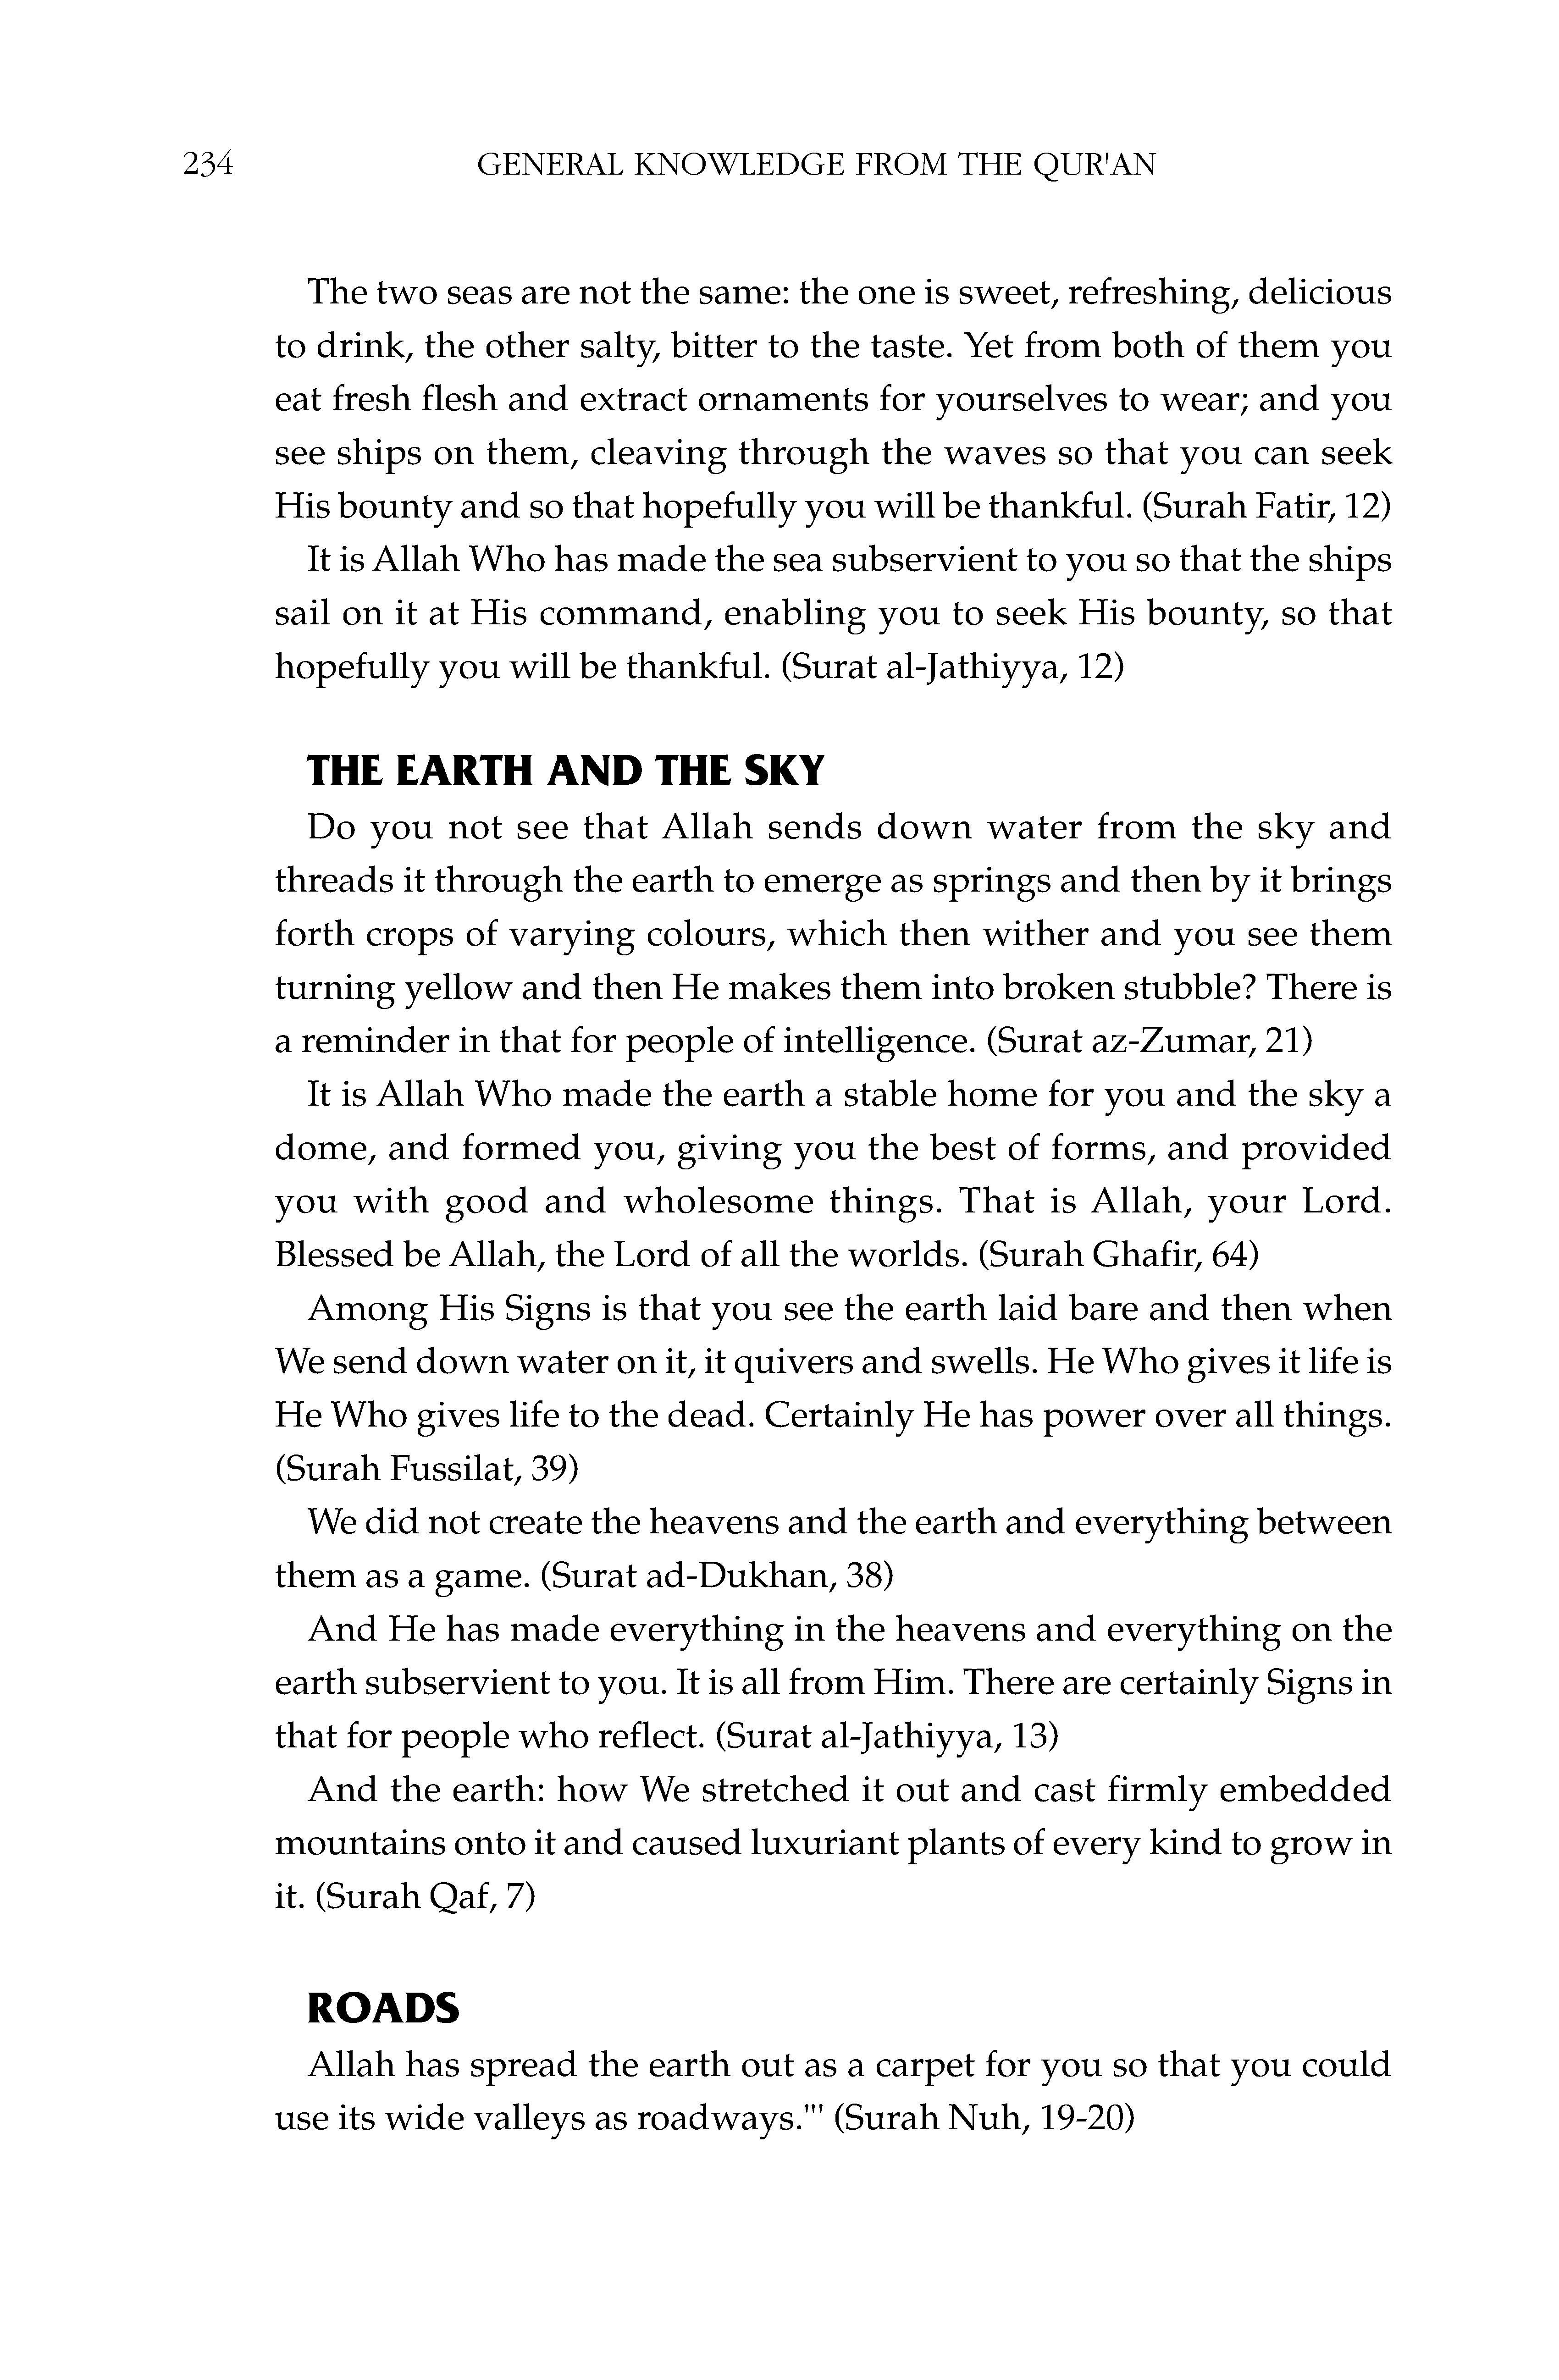 234 GENERAL KNOWLEDGE FROM THE QUR'AN
The two seas are not the same: the one is sweet, refreshing, delicious
to drink, the other salty, bitter to the taste. Yet from both of them you
eat fresh flesh and extract ornaments for yourselves to wear; and you
see ships on them, cleaving through the waves so that you can seek
His bounty and so that hopefully you will be thankful. (Surah Fatir, 12)
It is Allah Who has made the sea subservient to you so that the ships
sail on it at His command, enabling you to seek His bounty, so that
hopefully you will be thankful. (Surat al-Jathiyya, 12)
THE EARTH AND THE SKY
Do you not see that Allah sends down water from the sky and
threads it through the earth to emerge as springs and then by it brings
forth crops of varying colours, which then wither and you see them
turning yellow and then He makes them into broken stubble? There is
a reminder in that for people of intelligence. (Surat az-Zumar, 21)
It is Allah Who made the earth a stable home for you and the sky a
dome, and formed you, giving you the best of forms, and provided
you with good and wholesome things. That is Allah, your Lord.
Blessed be Allah, the Lord of all the worlds. (Surah Ghafir, 64)
Among His Signs is that you see the earth laid bare and then when
We send down water on it, it quivers and swells. He Who gives it life is
He Who gives life to the dead. Certainly He has power over all things.
(Surah Fussilat, 39)
We did not create the heavens and the earth and everything between
them as a game. (Surat ad-Dukhan, 38)
And He has made everything in the heavens and everything on the
earth subservient to you. It is all from Him. There are certainly Signs in
that for people who reflect. (Surat al-Jathiyya, 13)
And the earth: how We stretched it out and cast firmly embedded
mountains onto it and caused luxuriant plants of every kind to grow in
it. (Surah Qaf, 7)
ROADS
Allah has spread the earth out as a carpet for you so that you could
use its wide valleys as roadways."' (Surah Nuh, 19-20)